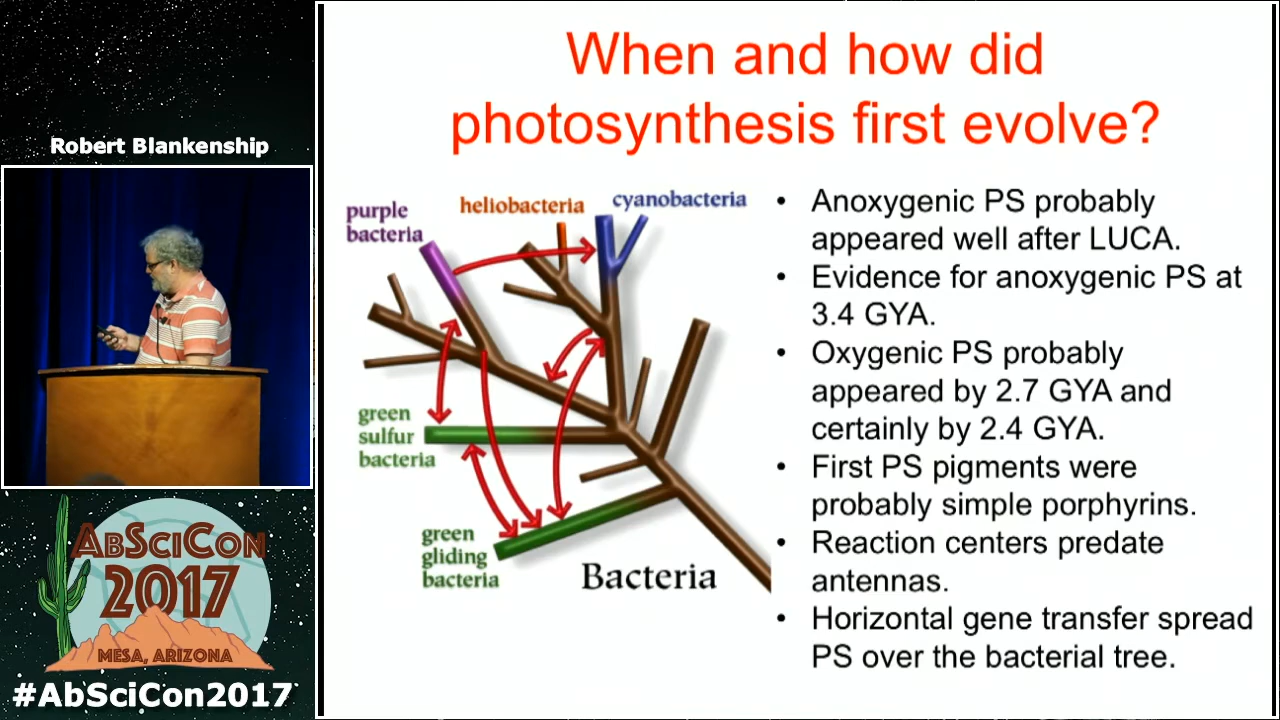 Robert Blankenship
ABSCICON
2017
MESA, ARIZONA
#AbSciCon2017
When and how did
photosynthesis first evolve?
purple
bacteria
heliobacteria
cyanobacteria
green
sulfur
bacteria
green
gliding
bacteria
Bacteria
• Anoxygenic PS probably
appeared well after LUCA.
• Evidence for anoxygenic PS at
3.4 GYA.
• Oxygenic PS probably
appeared by 2.7 GYA and
certainly by 2.4 GYA.
• First PS pigments were
probably simple porphyrins.
• Reaction centers predate
antennas.
• Horizontal gene transfer spread
PS over the bacterial tree.